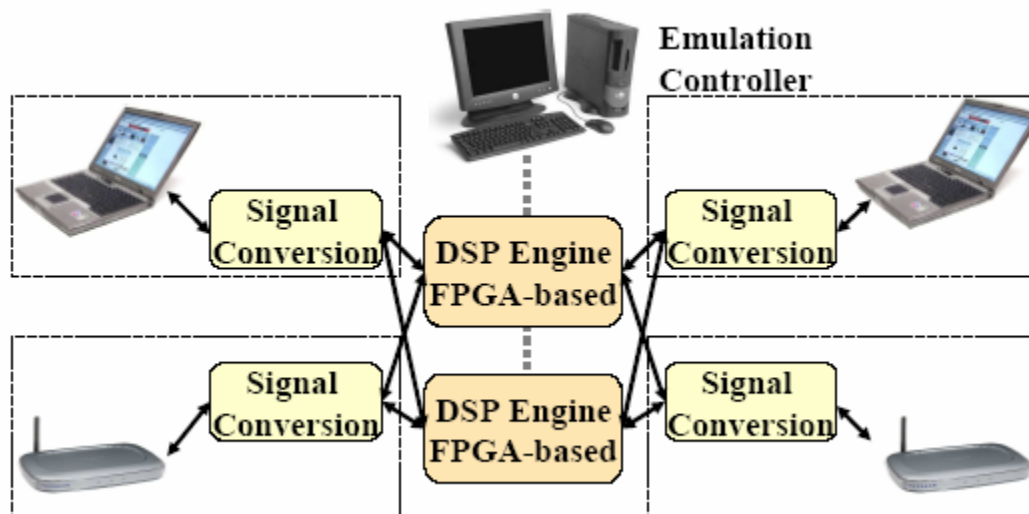 Emulation
Controller
Signal
Conversion
Signal
Conversion
DSP Engine
FPGA-based
Signal
Conversion
Signal
Conversion
DSP Engine
FPGA-based